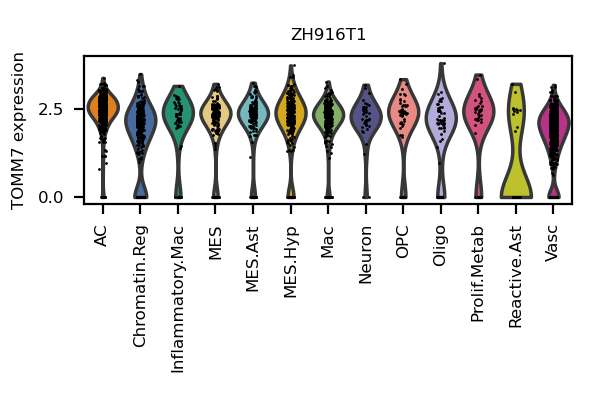 ZH916T1
TOMM7 expression
2.5
0.0
AC
Chromatin.Reg
Inflammatory.Mac
MES
MES.Ast
MES.Hyp
Mac
Neuron
OPC
Oligo
Prolif.Metab
Reactive.Ast
Vasc